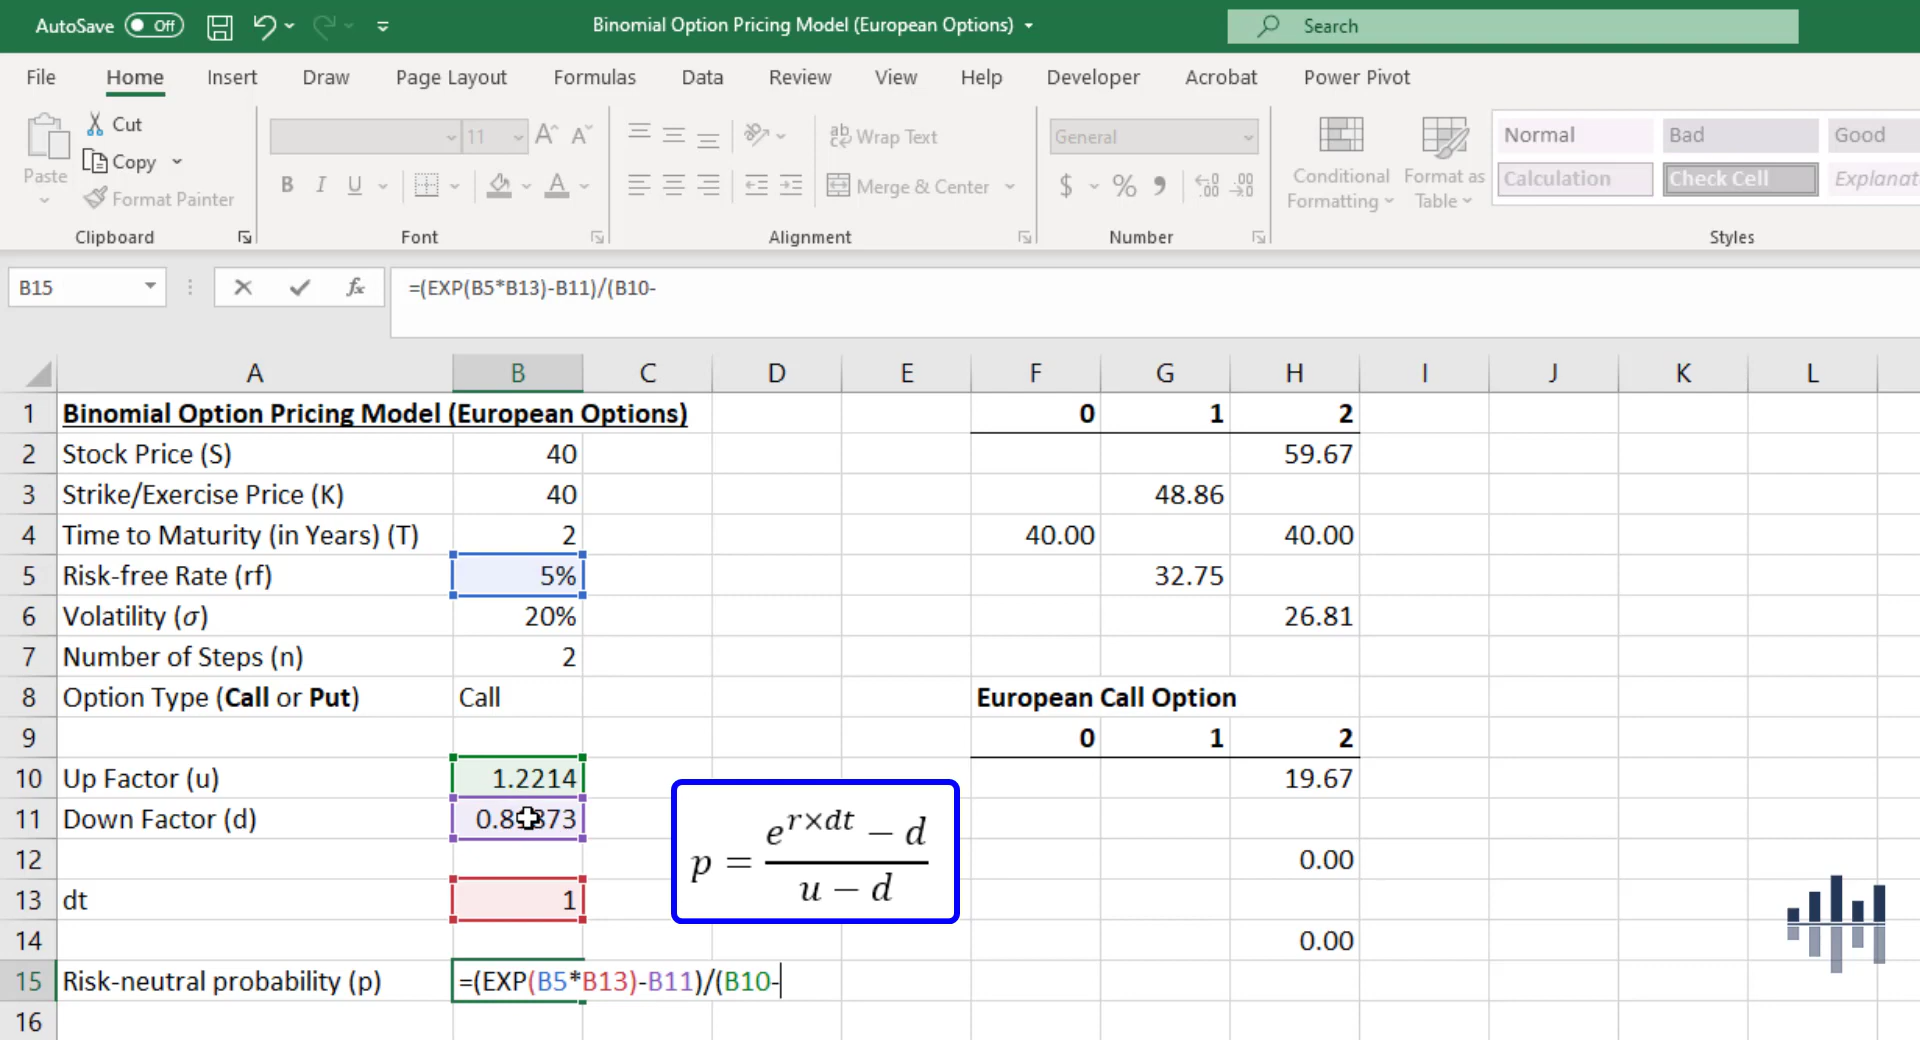 AutoSave Off
Binomial Option Pricing Model (European Options)
Search
File Home Insert Draw Page Layout Formulas Data Review View Help Developer Acrobat Power Pivot
Paste
Cut
Copy
Format Painter
Clipboard
11
B I U
Font
Wrap Text
Merge & Center
Alignment
General
$ % 9
Number
Conditional Formatting
Format as Table
Normal Bad Good
Calculation Check Cell
Styles
B15
fx
=(EXP(B5*B13)-B11)/(B10-
A B C D E F G H I J K L
1 Binomial Option Pricing Model (European Options) 0 1 2
2 Stock Price (S) 40 59.67
3 Strike/Exercise Price (K) 40 48.86
4 Time to Maturity (in Years) (T) 2 40.00 40.00
5 Risk-free Rate (rf) 5% 32.75
6 Volatility (σ) 20% 26.81
7 Number of Steps (n) 2
8 Option Type (Call or Put) Call European Call Option
9 0 1 2
10 Up Factor (u) 1.2214 19.67
11 Down Factor (d)
12 0.00
13 dt 1
14 0.00
15 Risk-neutral probability (p) =(EXP(B5*B13)-B11)/(B10-
16
p = e^{r×dt} − d
u − d